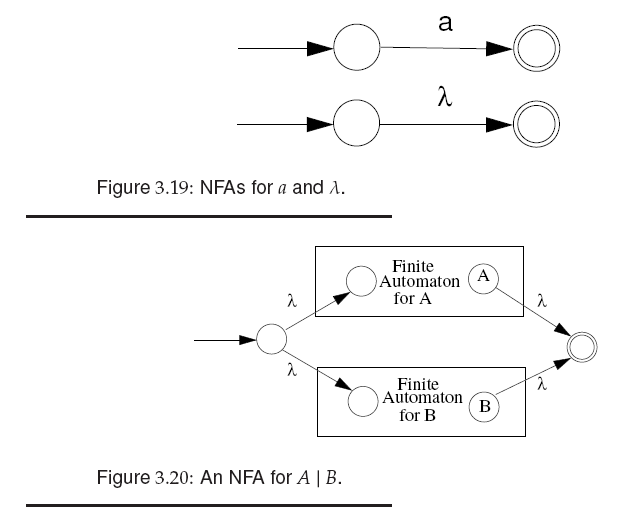 a
λ
Figure 3.19: NFAs for a and λ.
Finite
Automaton
for A
A
λ
λ
λ
λ
Finite
Automaton
for B
B
Figure 3.20: An NFA for A | B.